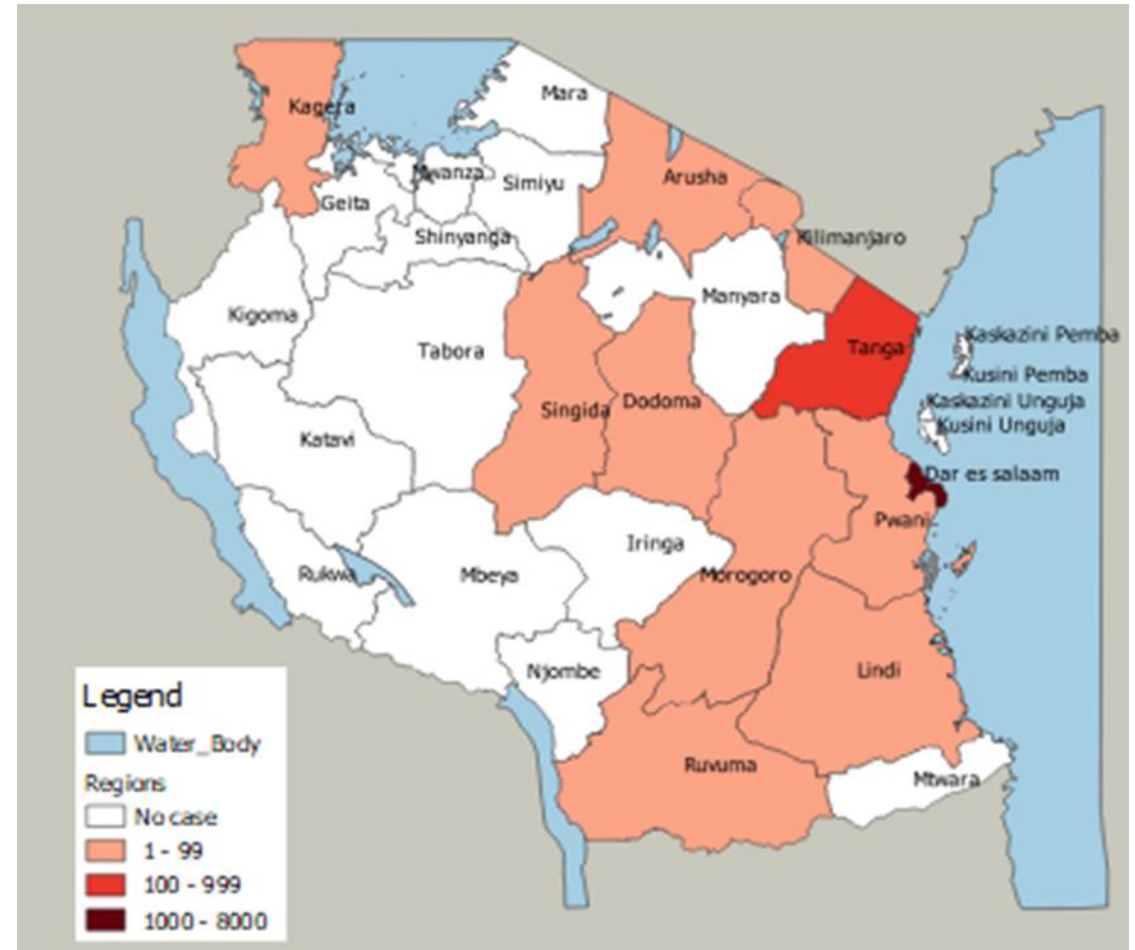 Mara
Kagera
Mwanza
Simiyu
Arusha
Geita
Shinyanga
Kilimanjaro
Manyara
Kigoma
Tabora
Tanga
Kaskazini Pemba
Kusini Pemba
Singida
Dodoma
Kaskazini Unguja
Kusini Unguja
Katavi
Dar es salaam
Pwani
Iringa
Rukwa
Mbeya
Morogoro
Njombe
Lindi
Ruvuma
Mtwara
Legend
Water_Body
Regions
No case
1 - 99
100 - 999
1000 - 8000